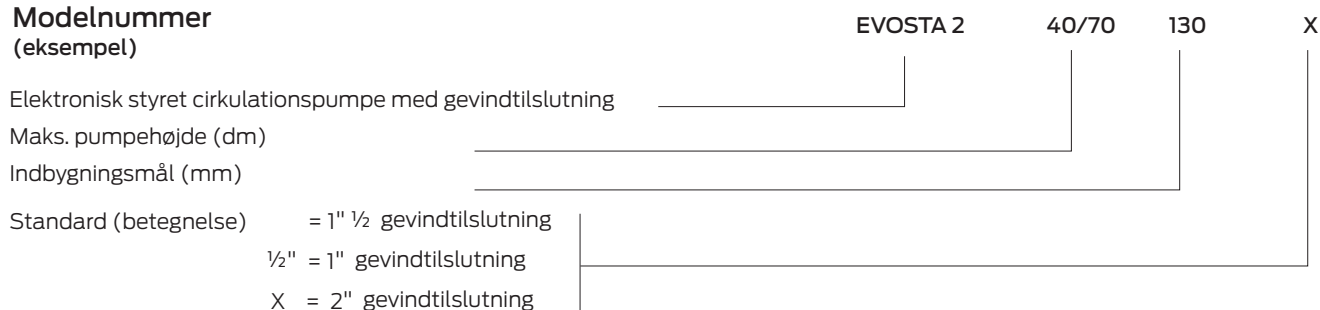 Modelnummer
(eksempel)
EVOSTA 2 40/70 130 X
Elektronisk styret cirkulationspumpe med gevindtilslutning
Maks. pumpehøjde (dm)
Indbygningsmål (mm)
Standard (betegnelse) = 1" ½ gevindtilslutning
½" = 1" gevindtilslutning
X = 2" gevindtilslutning